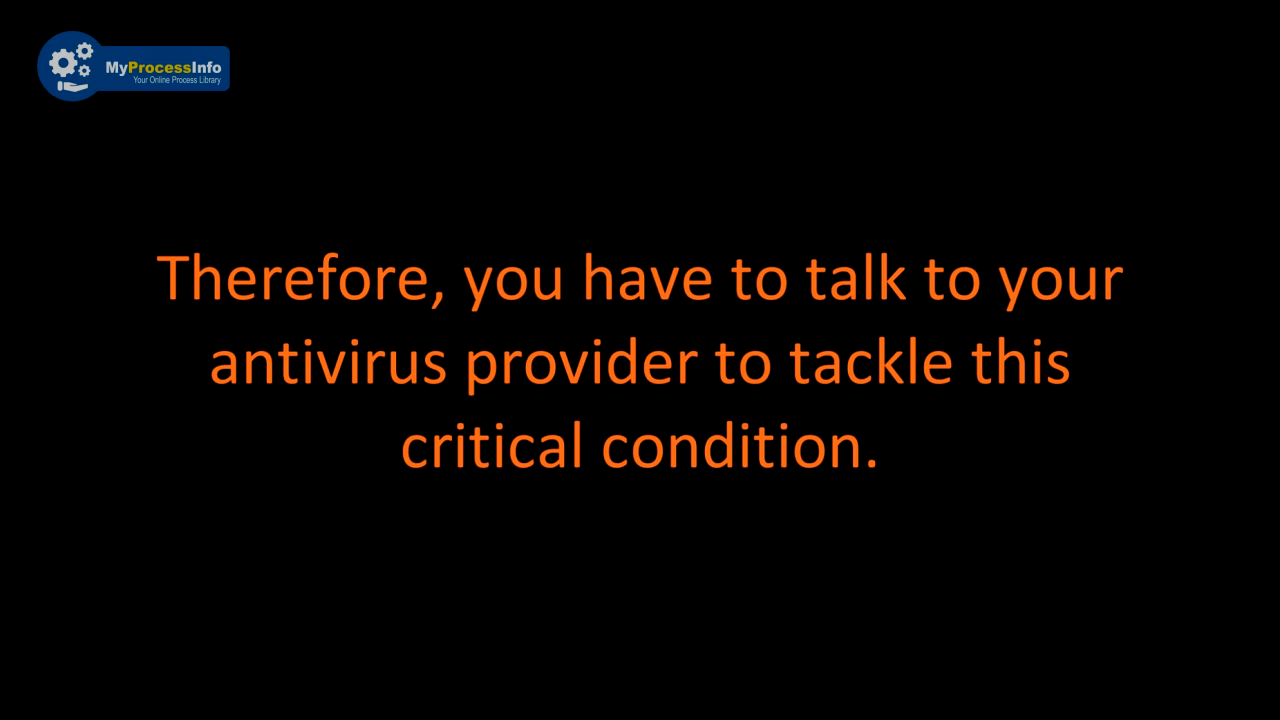 MyProcessInfo
Your Online Process Library
Therefore, you have to talk to your
antivirus provider to tackle this
critical condition.